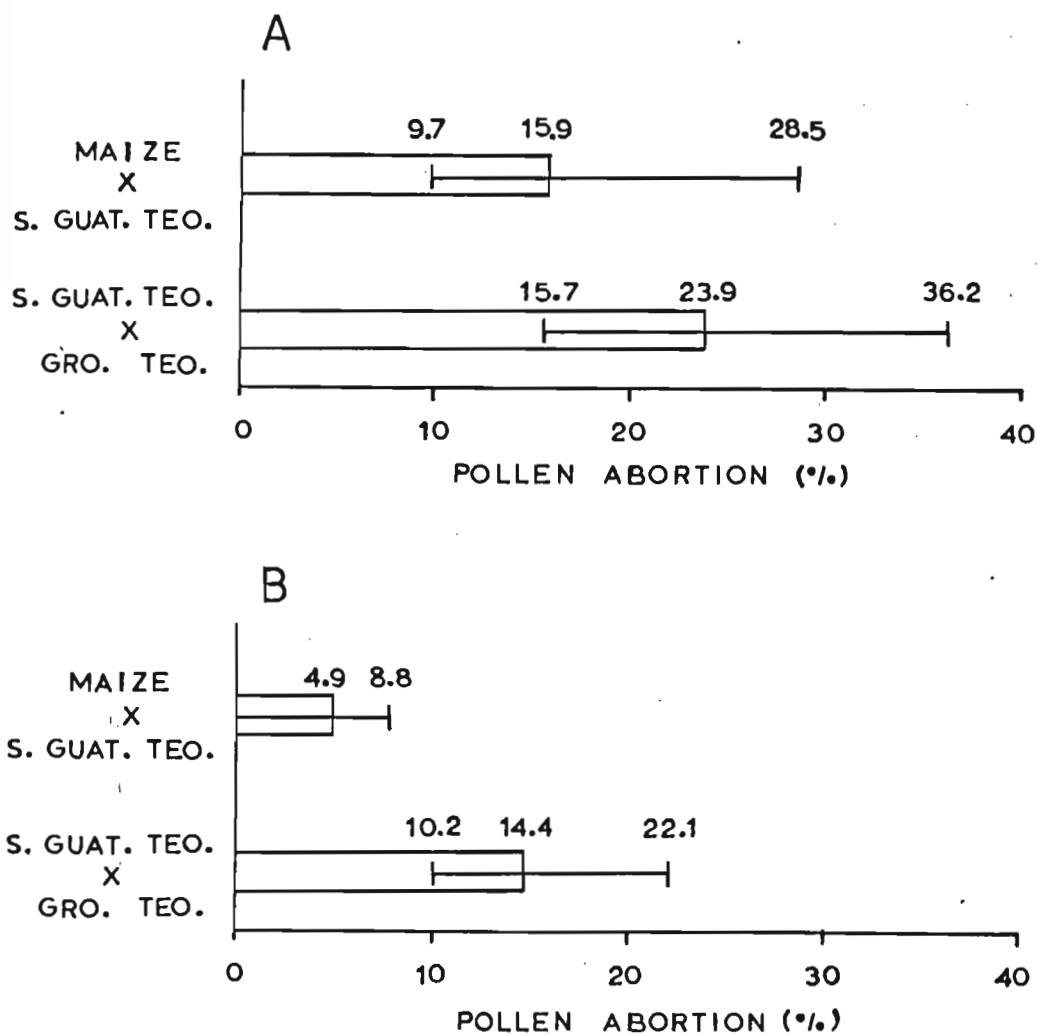 A
9.7 15.9 28.5
MAIZE
X
S. GUAT. TEO.
15.7 23.9 36.2
S. GUAT. TEO.
X
GRO. TEO.
0 10 20 30 40
POLLEN ABORTION (%)
B
4.9 8.8
MAIZE
X
S. GUAT. TEO.
10.2 14.4 22.1
S. GUAT. TEO.
X
GRO. TEO.
0 10 20 30 40
POLLEN ABORTION (%)